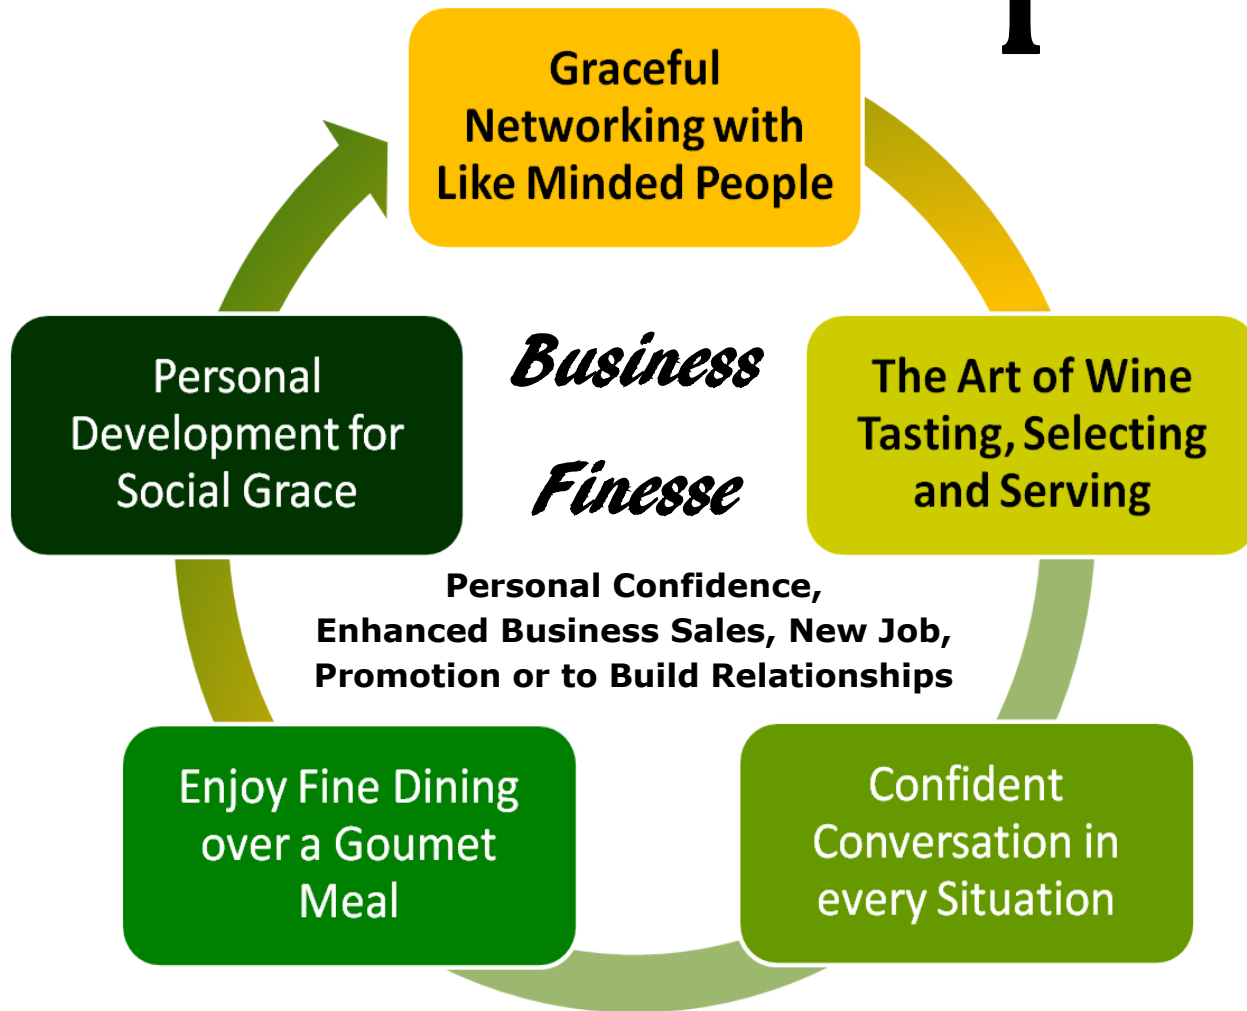 Graceful
Networking with
Like Minded People
The Art of Wine
Tasting, Selecting
and Serving
Confident
Conversation in
every Situation
Enjoy Fine Dining
over a Goumet
Meal
Personal
Development for
Social Grace
Business
Finesse
Personal Confidence,
Enhanced Business Sales, New Job,
Promotion or to Build Relationships